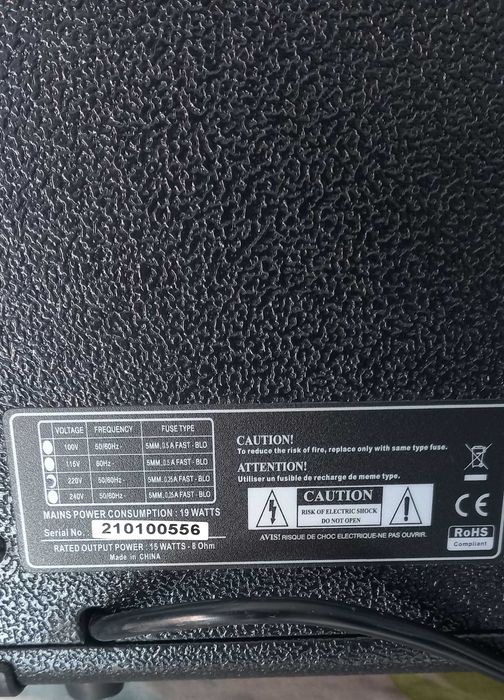 VOLTAGE FREQUENCY FUSE TYPE
100V 50/60Hz~ 5MM, 0.5A FAST - BLO
115V 60Hz~ 5MM, 0.5A FAST - BLO
220V 50/60Hz~ 5MM, 0.25A FAST - BLO
240V 50/60Hz~ 5MM, 0.25A FAST - BLO
MAINS POWER CONSUMPTION : 19 WATTS
Serial No.: 210100556
RATED OUTPUT POWER : 15 WATTS - 8 Ohm
Made in CHINA
CAUTION!
To reduce the risk of fire, replace only with same type fuse.
ATTENTION!
Utiliser un fusible de recharge de meme type.
CAUTION
RISK OF ELECTRIC SHOCK
DO NOT OPEN
AVIS! RISQUE DE CHOC ELECTRIQUE-NE PAS OUVRIR.
CE
RoHS
Compliant